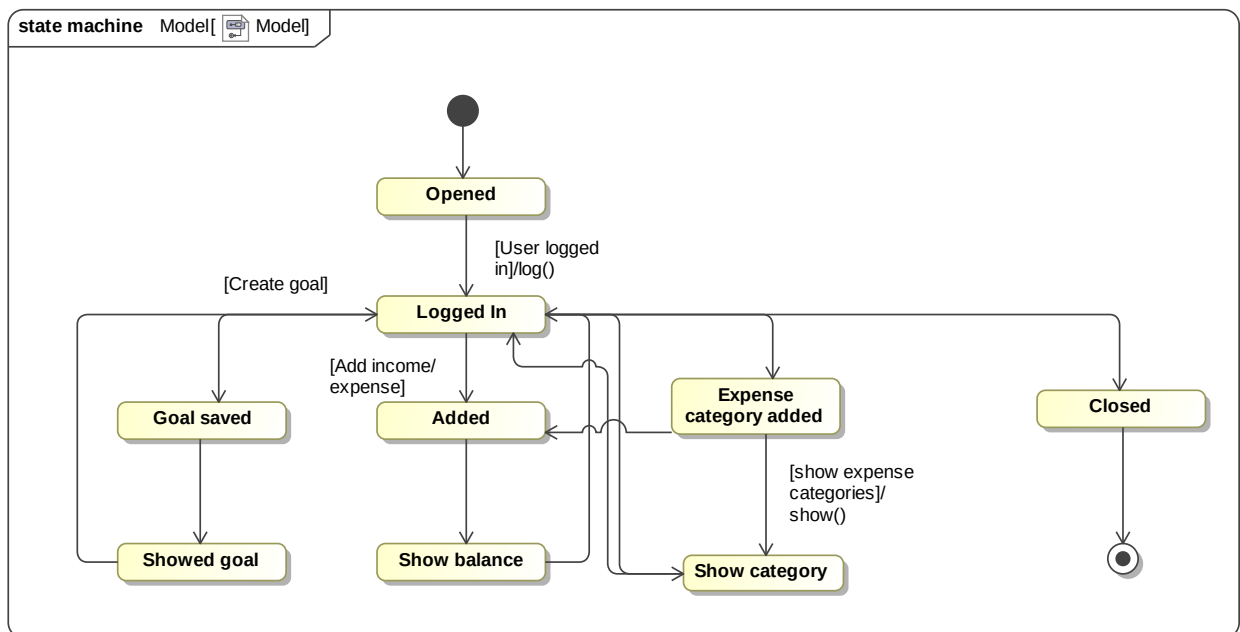 state machine Model[ Model]
Opened
[User logged
in]/log()
[Create goal]
Logged In
[Add income/
expense]
Expense
category added
Closed
Goal saved
Added
[show expense
categories]/
show()
Showed goal
Show balance
Show category